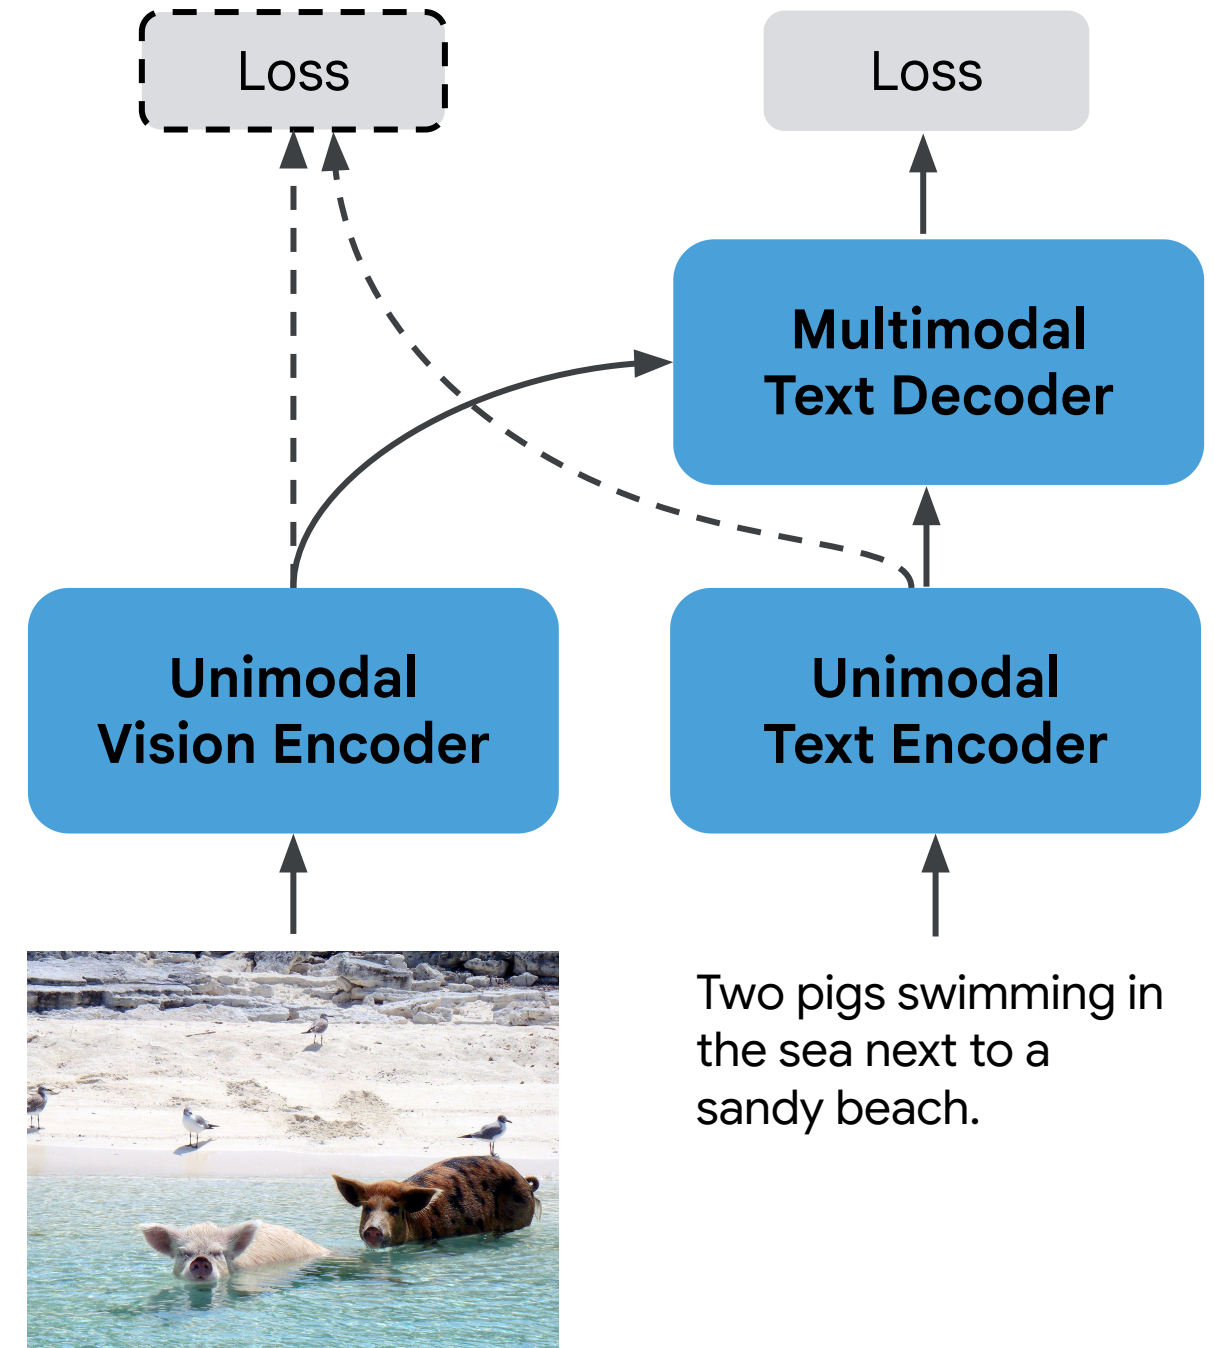 Loss
Loss
Multimodal
Text Decoder
Unimodal
Vision Encoder
Unimodal
Text Encoder
Two pigs swimming in
the sea next to a
sandy beach.